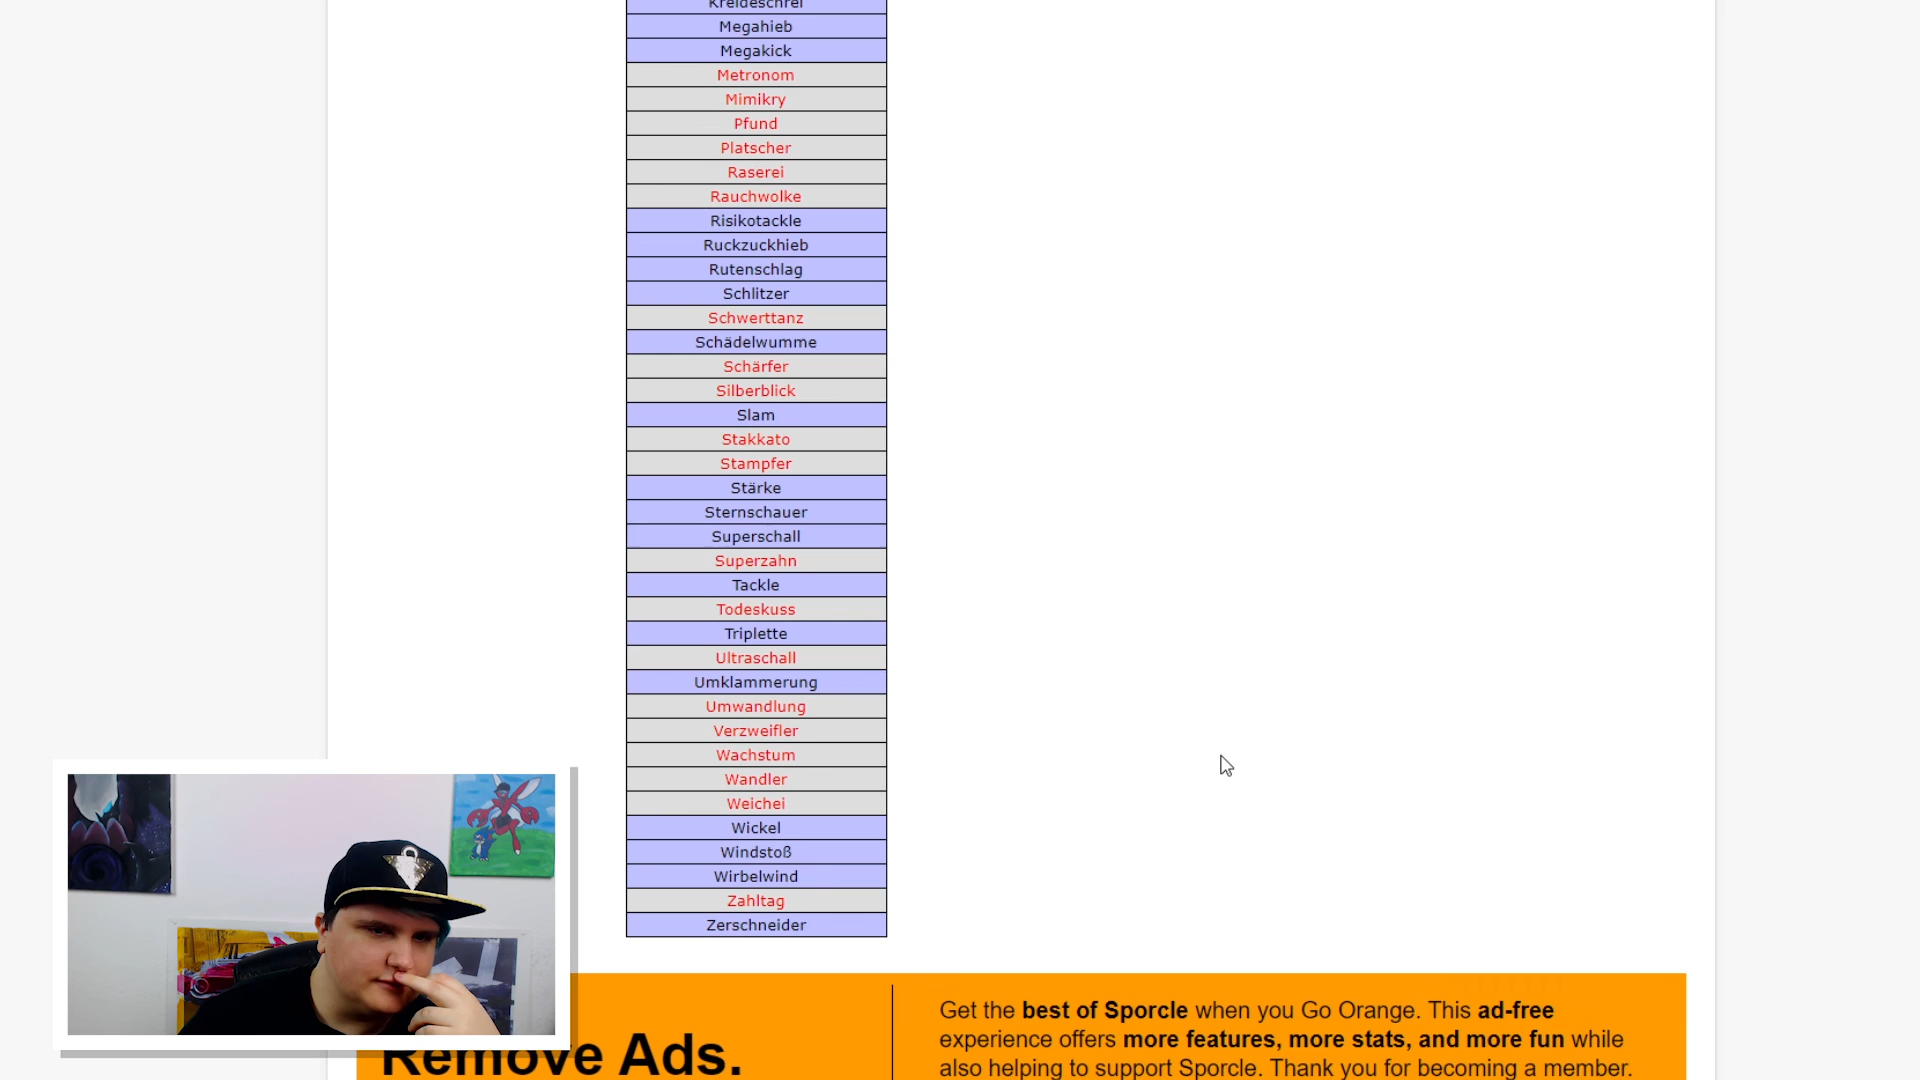 Kreideschrei
Megahieb
Megakick
Metronom
Mimikry
Pfund
Platscher
Raserei
Rauchwolke
Risikotackle
Ruckzuckhieb
Rutenschlag
Schlitzer
Schwerttanz
Schädelwumme
Schärfer
Silberblick
Slam
Stakkato
Stampfer
Stärke
Sternschauer
Superschall
Superzahn
Tackle
Todeskuss
Triplette
Ultraschall
Umklammerung
Umwandlung
Verzweifler
Wachstum
Wandler
Weichei
Wickel
Windstoß
Wirbelwind
Zahltag
Zerschneider
Remove Ads.
Get the best of Sporcle when you Go Orange. This ad-free
experience offers more features, more stats, and more fun while
also helping to support Sporcle. Thank you for becoming a member.